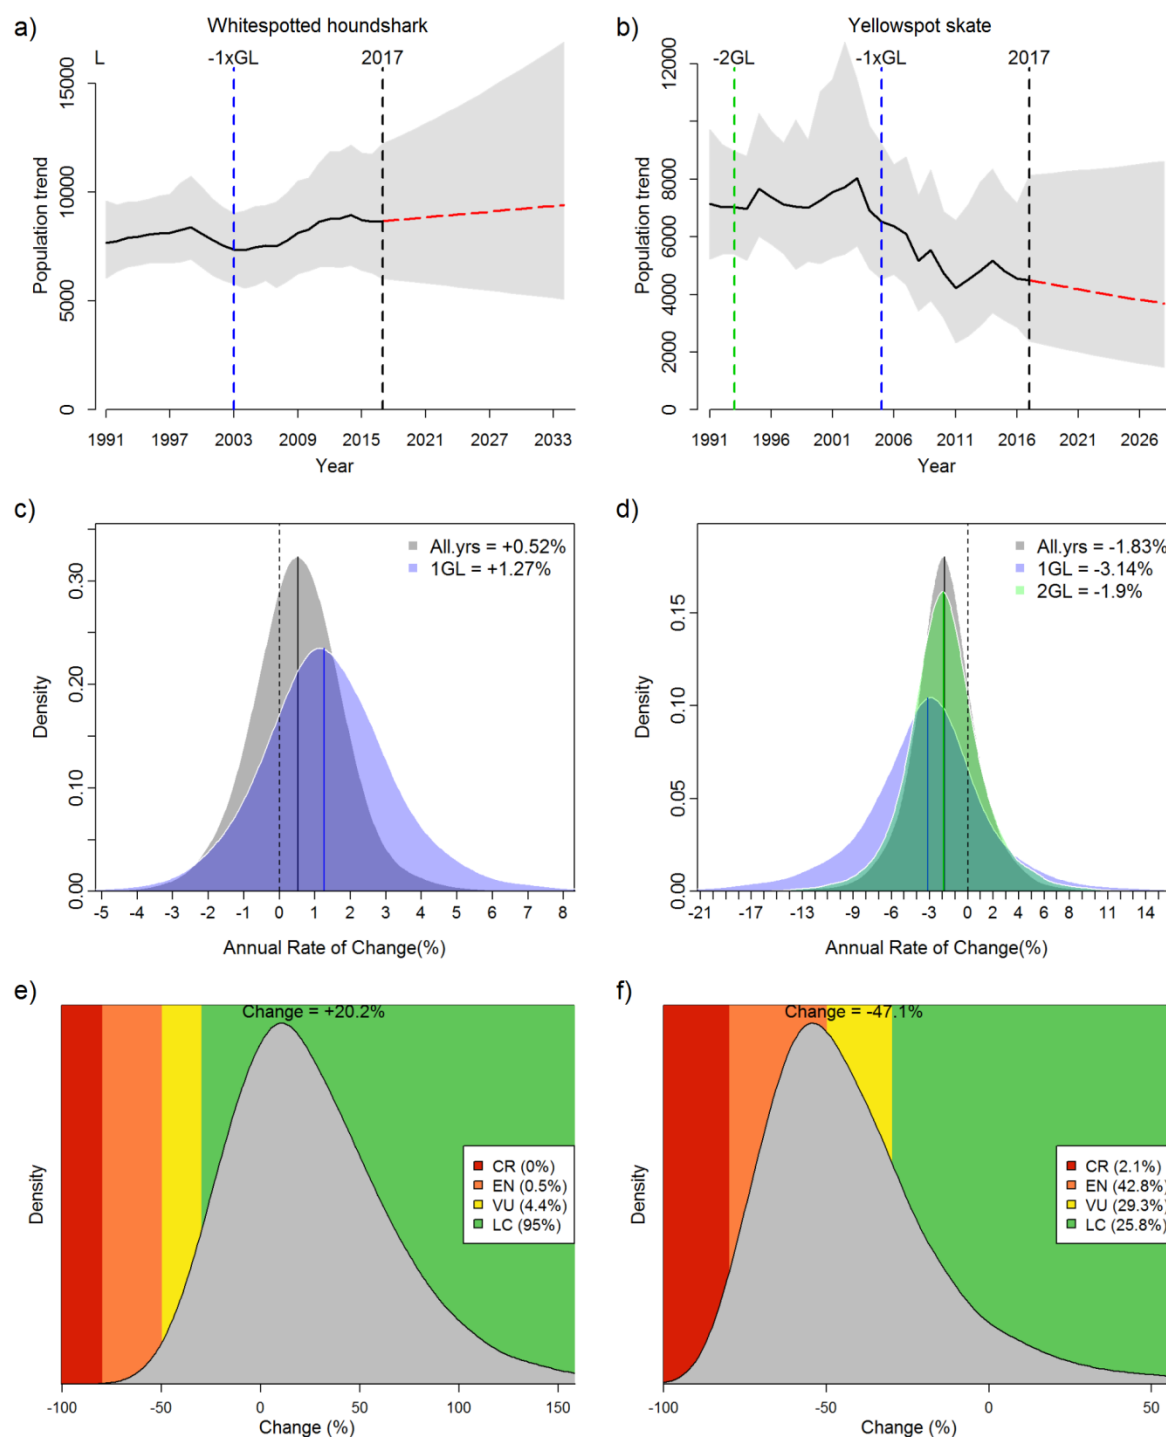 a)
Whitespotted houndshark
L
-1xGL
2017
Population trend
15000
10000
5000
0
1991
1997
2003
2009
2015
2021
2027
2033
Year
b)
Yellowspot skate
-2GL
-1xGL
2017
Population trend
12000
8000
6000
4000
2000
0
1991
1996
2001
2006
2011
2016
2021
2026
Year
c)
All.yrs = +0.52%
1GL = +1.27%
Density
0.30
0.20
0.10
0.00
-5 -4 -3 -2 -1 0 1 2 3 4 5 6 7 8
Annual Rate of Change(%)
d)
All.yrs = -1.83%
1GL = -3.14%
2GL = -1.9%
Density
0.15
0.10
0.05
0.00
-21 -17 -13 -9 -6 -3 0 2 4 6 8 11 14
Annual Rate of Change(%)
e)
Change = +20.2%
CR (0%)
EN (0.5%)
VU (4.4%)
LC (95%)
Density
-100 -50 0 50 100 150
Change (%)
f)
Change = -47.1%
CR (2.1%)
EN (42.8%)
VU (29.3%)
LC (25.8%)
Density
-100 -50 0 50
Change (%)